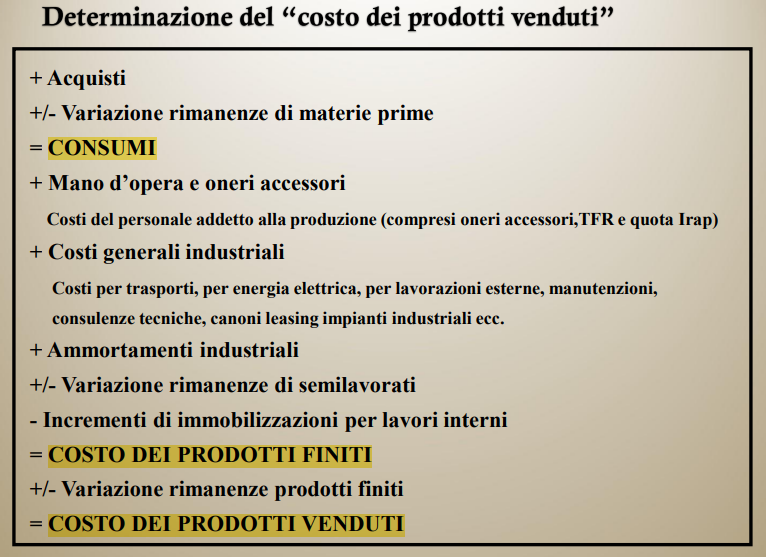 Determinazione del “costo dei prodotti venduti”
+ Acquisti
+/- Variazione rimanenze di materie prime
= CONSUMI
+ Mano d’opera e oneri accessori
Costi del personale addetto alla produzione (compresi oneri accessori,TFR e quota Irap)
+ Costi generali industriali
Costi per trasporti, per energia elettrica, per lavorazioni esterne, manutenzioni,
consulenze tecniche, canoni leasing impianti industriali ecc.
+ Ammortamenti industriali
+/- Variazione rimanenze di semilavorati
- Incrementi di immobilizzazioni per lavori interni
= COSTO DEI PRODOTTI FINITI
+/- Variazione rimanenze prodotti finiti
= COSTO DEI PRODOTTI VENDUTI